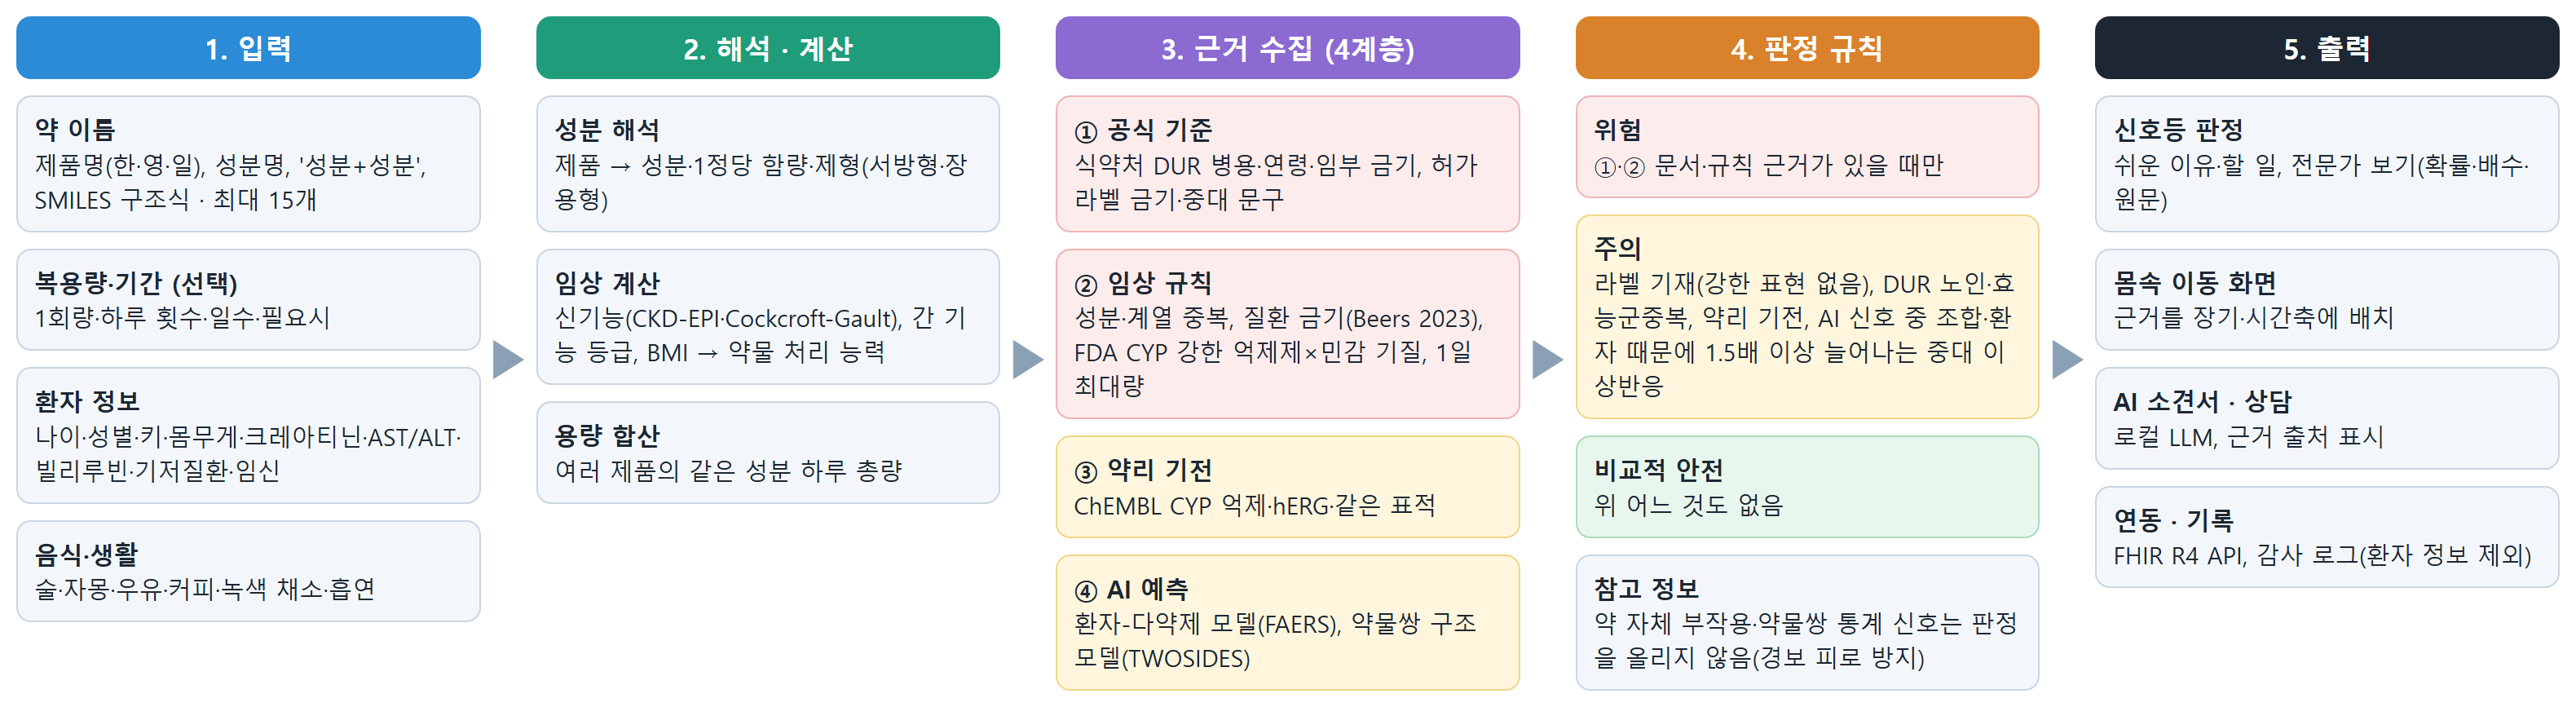 1. 입력
약 이름
제품명(한·영·일), 성분명, '성분+성분',
SMILES 구조식 · 최대 15개
복용량·기간 (선택)
1회량·하루 횟수·일수·필요시
환자 정보
나이·성별·키·몸무게·크레아티닌·AST/ALT·
빌리루빈·기저질환·임신
음식·생활
술·자몽·우유·커피·녹색 채소·흡연
2. 해석 · 계산
성분 해석
제품 → 성분·1정당 함량·제형(서방형·장
용형)
임상 계산
신기능(CKD-EPI·Cockcroft-Gault), 간 기
능 등급, BMI → 약물 처리 능력
용량 합산
여러 제품의 같은 성분 하루 총량
3. 근거 수집 (4계층)
① 공식 기준
식약처 DUR 병용·연령·임부 금기, 허가
라벨 금기·중대 문구
② 임상 규칙
성분·계열 중복, 질환 금기(Beers 2023),
FDA CYP 강한 억제제×민감 기질, 1일
최대량
③ 약리 기전
ChEMBL CYP 억제·hERG·같은 표적
④ AI 예측
환자-다약제 모델(FAERS), 약물쌍 구조
모델(TWOSIDES)
4. 판정 규칙
위험
①·② 문서·규칙 근거가 있을 때만
주의
라벨 기재(강한 표현 없음), DUR 노인·효
능군중복, 약리 기전, AI 신호 중 조합·환
자 때문에 1.5배 이상 늘어나는 중대 이
상반응
비교적 안전
위 어느 것도 없음
참고 정보
약 자체 부작용·약물쌍 통계 신호는 판정
을 올리지 않음(경보 피로 방지)
5. 출력
신호등 판정
쉬운 이유·할 일, 전문가 보기(확률·배수·
원문)
몸속 이동 화면
근거를 장기·시간축에 배치
AI 소견서 · 상담
로컬 LLM, 근거 출처 표시
연동 · 기록
FHIR R4 API, 감사 로그(환자 정보 제외)